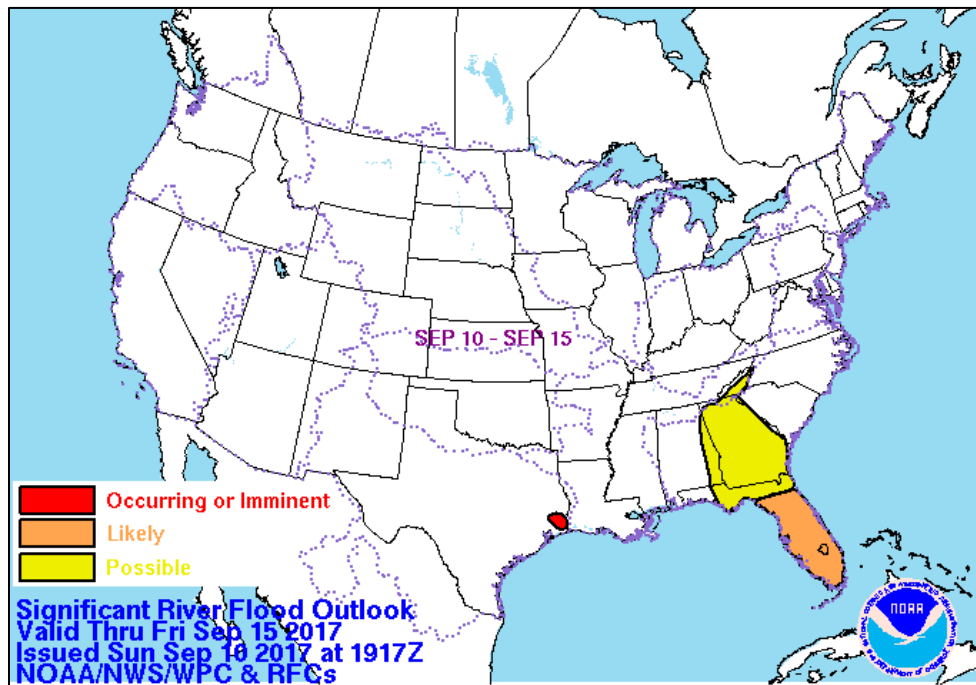 SEP 10 - SEP 15
Occurring or Imminent
Likely
Possible
Significant River Flood Outlook
Valid Thru Fri Sep 15 2017
Issued Sun Sep 10 2017 at 1917Z
NOAA/NWS/WPC & RFCs
NOAA